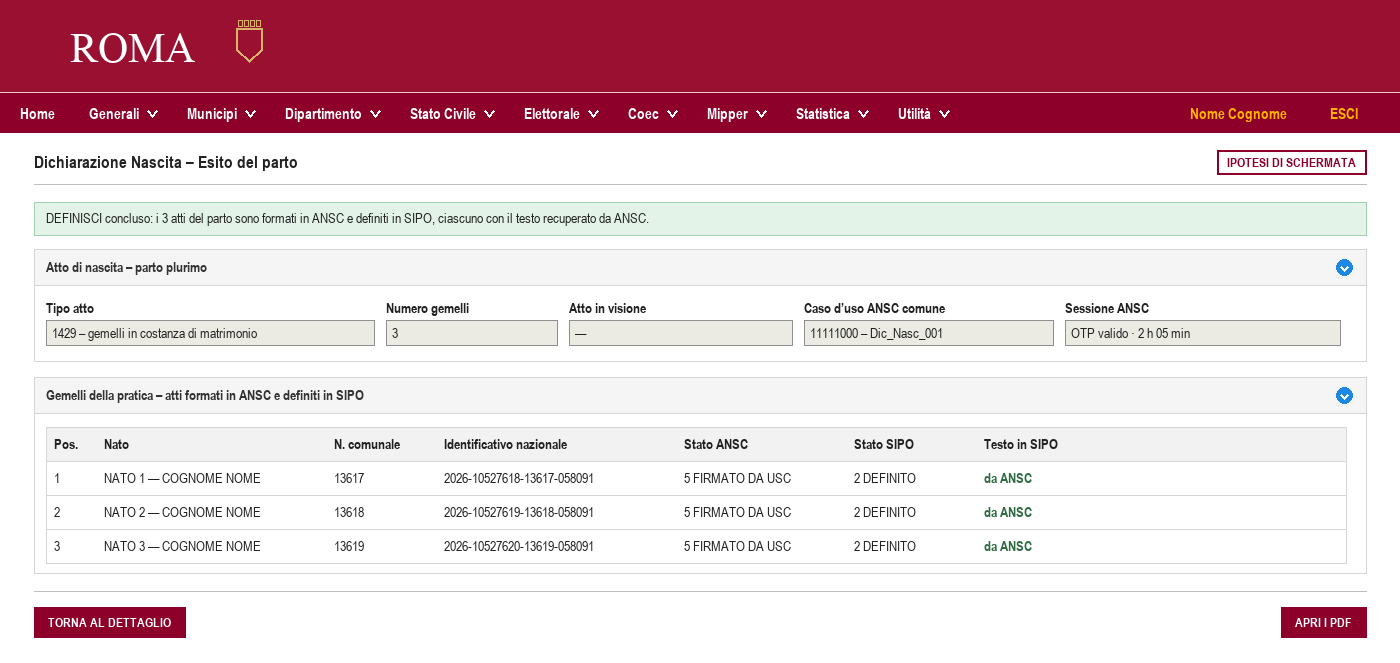 ROMA
Home Generali Municipi Dipartimento Stato Civile Elettorale Coec Mipper Statistica Utilità Nome Cognome ESCI
Dichiarazione Nascita – Esito del parto IPOTESI DI SCHERMATA
DEFINISCI concluso: i 3 atti del parto sono formati in ANSC e definiti in SIPO, ciascuno con il testo recuperato da ANSC.
Atto di nascita – parto plurimo
Tipo atto Numero gemelli Atto in visione Caso d’uso ANSC comune Sessione ANSC
1429 – gemelli in costanza di matrimonio 3 — 11111000 – Dic_Nasc_001 OTP valido · 2 h 05 min
Gemelli della pratica – atti formati in ANSC e definiti in SIPO
Pos. Nato N. comunale Identificativo nazionale Stato ANSC Stato SIPO Testo in SIPO
1 NATO 1 — COGNOME NOME 13617 2026-10527618-13617-058091 5 FIRMATO DA USC 2 DEFINITO da ANSC
2 NATO 2 — COGNOME NOME 13618 2026-10527619-13618-058091 5 FIRMATO DA USC 2 DEFINITO da ANSC
3 NATO 3 — COGNOME NOME 13619 2026-10527620-13619-058091 5 FIRMATO DA USC 2 DEFINITO da ANSC
TORNA AL DETTAGLIO APRI I PDF